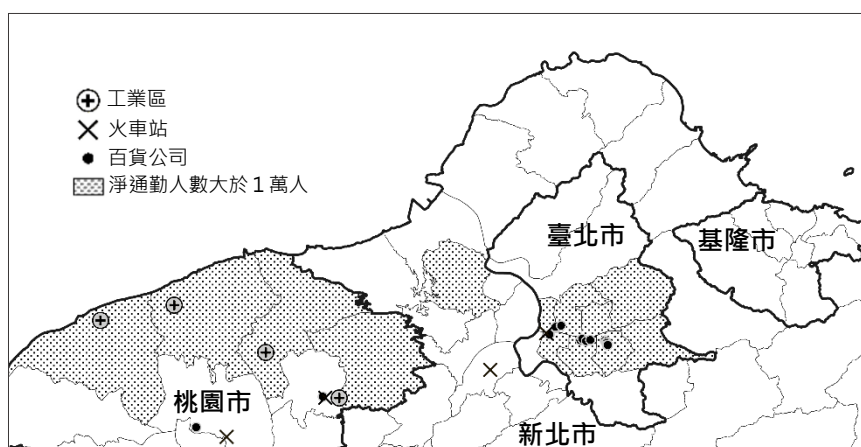 工業區
火車站
百貨公司
淨通勤人數大於1萬人
臺北市
基隆市
桃園市
新北市